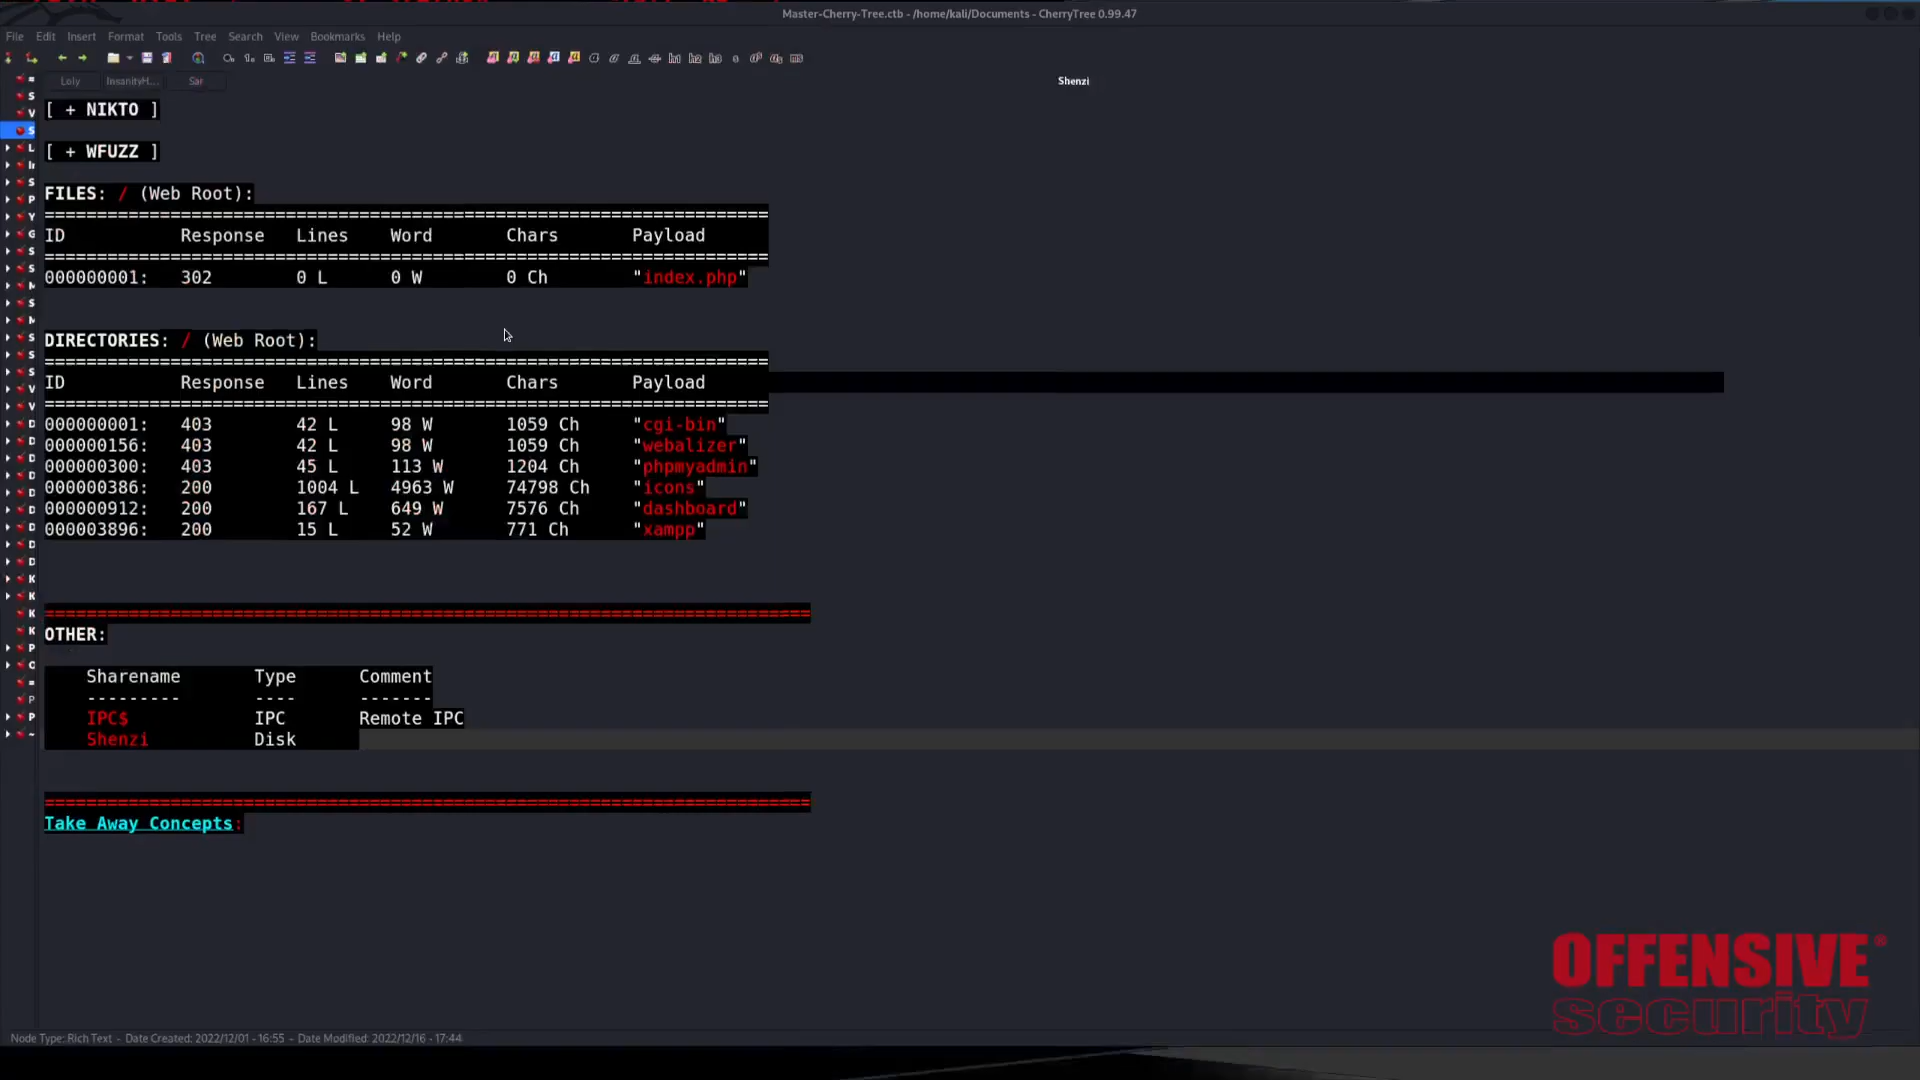 Master-Cherry-Tree.ctb - /home/kali/Documents - CherryTree 0.99.47
File Edit Insert Format Tools Tree Search View Bookmarks Help
Loly InsanityH... Sar Shenzi
[ + NIKTO ]
[ + WFUZZ ]
FILES: / (Web Root):
=====================================================================
ID Response Lines Word Chars Payload
=====================================================================
000000001: 302 0 L 0 W 0 Ch "index.php"
DIRECTORIES: / (Web Root):
=====================================================================
ID Response Lines Word Chars Payload
=====================================================================
000000001: 403 42 L 98 W 1059 Ch "cgi-bin"
000000156: 403 42 L 98 W 1059 Ch "webalizer"
000000300: 403 45 L 113 W 1204 Ch "phpmyadmin"
000000386: 200 1004 L 4963 W 74798 Ch "icons"
000000912: 200 167 L 649 W 7576 Ch "dashboard"
000003896: 200 15 L 52 W 771 Ch "xampp"
=========================================================================
OTHER:
Sharename Type Comment
--------- ---- -------
IPC$ IPC Remote IPC
Shenzi Disk
=========================================================================
Take Away Concepts:
OFFENSIVE®
security
Node Type: Rich Text - Date Created: 2022/12/01 - 16:55 - Date Modified: 2022/12/16 - 17:44